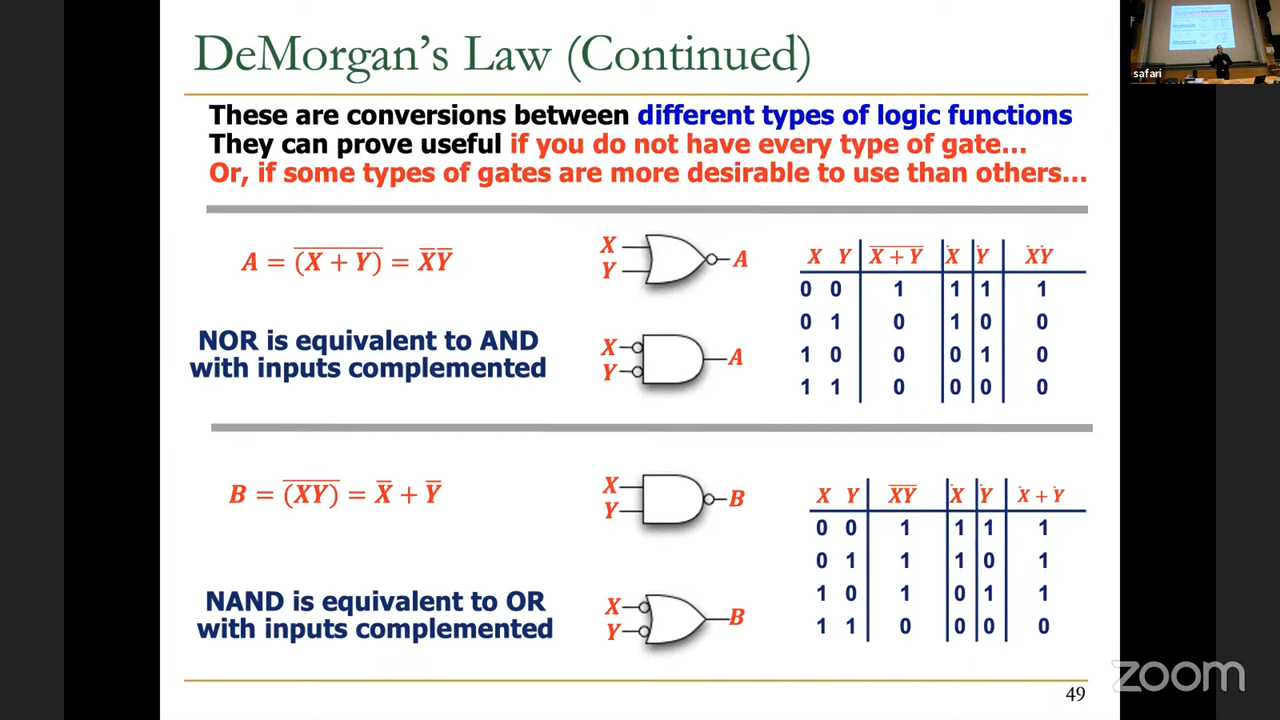 DeMorgan's Law (Continued)
safari
These are conversions between different types of logic functions
They can prove useful if you do not have every type of gate...
Or, if some types of gates are more desirable to use than others...
A = \overline{(X + Y)} = X̅Y̅
X
Y
A
X
Y
A
NOR is equivalent to AND
with inputs complemented
X Y \overline{X + Y} Ẋ Ẏ ẊẎ
0 0 1 1 1 1
0 1 0 1 0 0
1 0 0 0 1 0
1 1 0 0 0 0
B = \overline{(XY)} = X̅ + Y̅
X
Y
B
X
Y
B
NAND is equivalent to OR
with inputs complemented
X Y \overline{XY} Ẋ Ẏ Ẋ + Ẏ
0 0 1 1 1 1
0 1 1 1 0 1
1 0 1 0 1 1
1 1 0 0 0 0
zoom
49